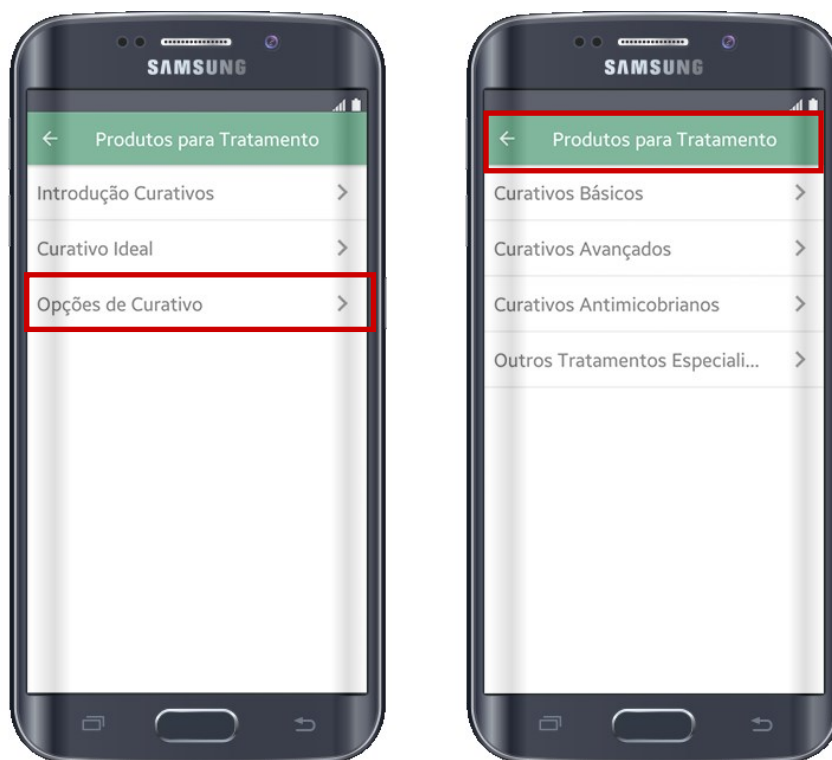 SAMSUNG
Produtos para Tratamento
Introdução Curativos
Curativo Ideal
Opções de Curativo
SAMSUNG
Produtos para Tratamento
Curativos Básicos
Curativos Avançados
Curativos Antimicobrianos
Outros Tratamentos Especiali...